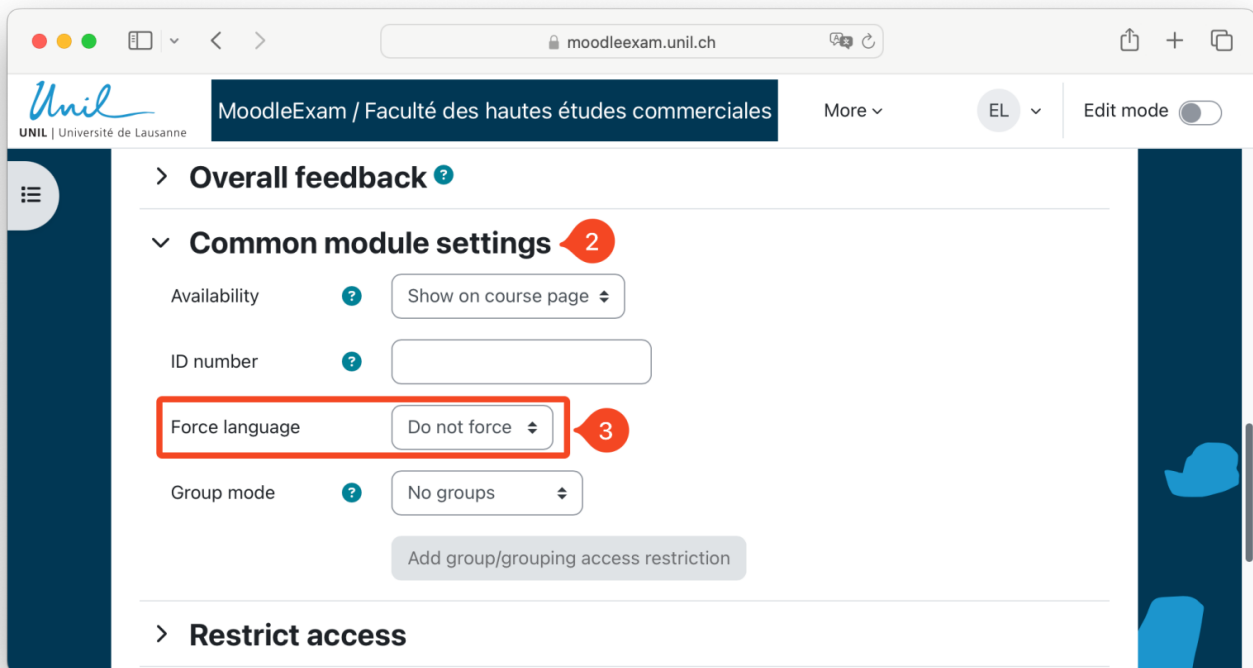 moodleexam.unil.ch
Unil
UNIL | Université de Lausanne
MoodleExam / Faculté des hautes études commerciales
More
EL
Edit mode
Overall feedback ?
Common module settings 2
Availability ? Show on course page
ID number ?
Force language Do not force 3
Group mode ? No groups
Add group/grouping access restriction
Restrict access